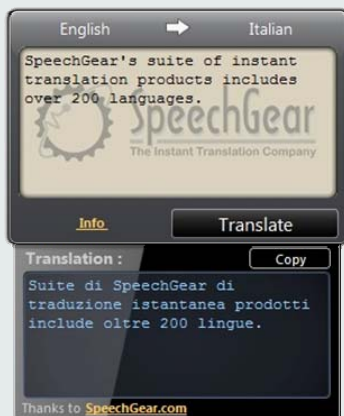 English Italian
SpeechGear's suite of instant
translation products includes
over 200 languages.
SpeechGear
The Instant Translation Company
Info Translate
Translation : Copy
Suite di SpeechGear di
traduzione istantanea prodotti
include oltre 200 lingue.
Thanks to SpeechGear.com